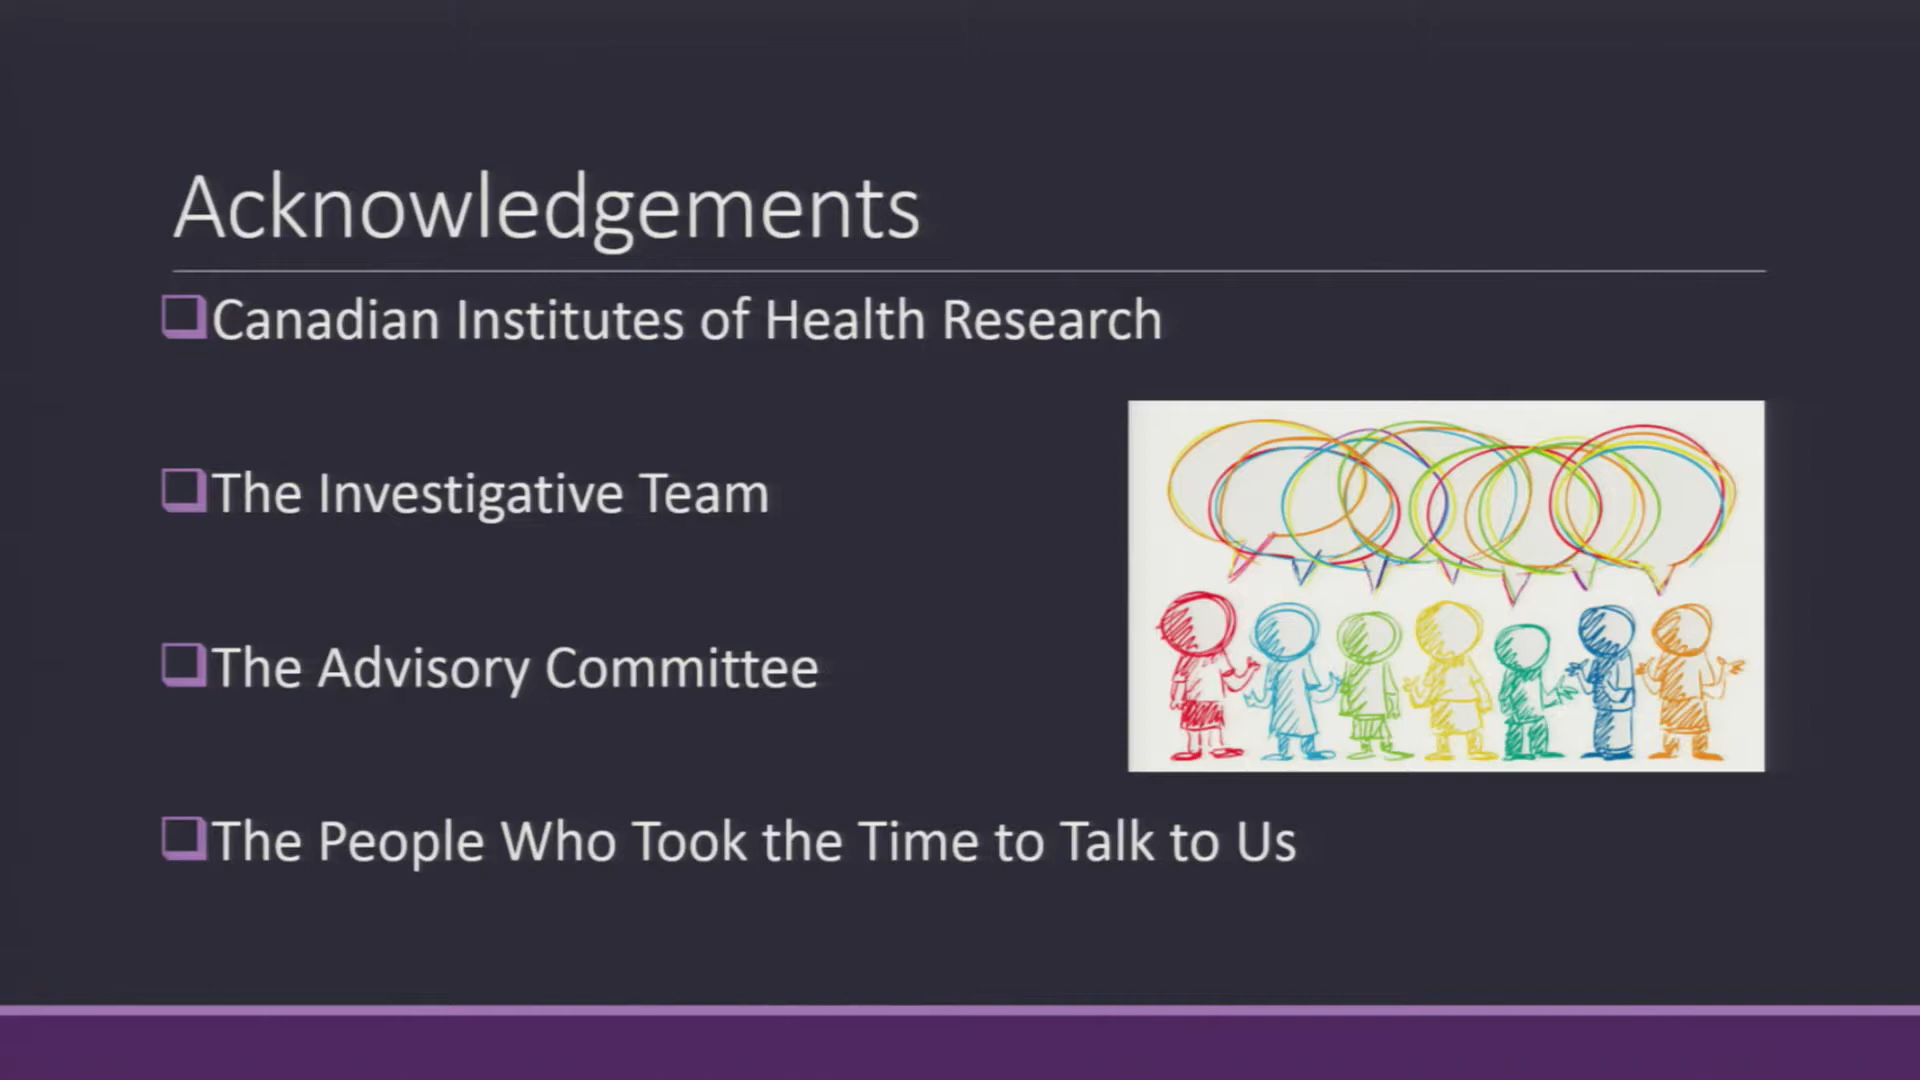 Acknowledgements
Canadian Institutes of Health Research
The Investigative Team
The Advisory Committee
The People Who Took the Time to Talk to Us